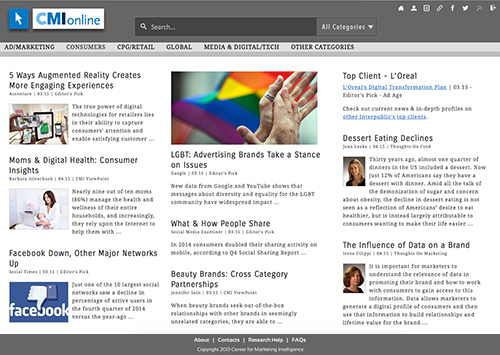 CMIonline
Search...
All Categories
AD/MARKETING CONSUMERS CPG/RETAIL GLOBAL MEDIA & DIGITAL/TECH OTHER CATEGORIES
5 Ways Augmented Reality Creates
More Engaging Experiences
Accenture | 03.15 | Editor's Pick
The true power of digital
technologies for retailers lies
in their ability to capture
consumers' attention and
enable satisfying customer ...
Moms & Digital Health: Consumer
Insights
Barbara Silverbush | 04.15 | CMI ViewPoint
Nearly nine out of ten moms
(86%) manage the health and
wellness of their entire
households, and increasingly,
they rely upon the Internet to
help them with ...
Facebook Down, Other Major Networks
Up
Social Times | 03.15 | Editor's Pick
facebook
Just one of the 10 largest social
networks saw a decline in
percentage of active users in
the fourth quarter of 2014
versus the year-ago ...
LGBT: Advertising Brands Take a Stance
on Issues
Google | 03.15 | Editor's Pick
New data from Google and YouTube shows that
messages about diversity and equality for the LGBT
community have widespread impact ...
What & How People Share
Social Media Examiner | 03.15 | Editor's Pick
In 2014 consumers doubled their sharing activity on
mobile, according to Q4 Social Sharing Report ...
Beauty Brands: Cross Category
Partnerships
Jennifer Sain | 03.15 | CMI ViewPoint
When beauty brands seek out-of-the-box
relationships with other brands in seemingly
unrelated categories, they are able to ...
Top Client - L'Oreal
L'Oreal's Digital Transformation Plan | 03.15 -
Editor's Pick - Ad Age
Check out current news & in-depth profiles on
other Interpublic's top clients.
Dessert Eating Declines
Joan Leake | 04.15 | Thoughts On Food
Thirty years ago, almost one quarter of
dinners in the US included a dessert. Now
just 12% of Americans say they have a
dessert with dinner. Amid all the talk of
the demonization of sugar and concern
about obesity, the decline in dessert eating is not
seen as a reflection of Americans' desire to eat
healthier, but is instead largely attributable to
consumers wanting to make their life easier ...
The Influence of Data on a Brand
Irene Filippi | 04.15 | Thoughts On Marketing
It is important for marketers to
understand the relevance of data in
promoting their brand and how to work
with consumers to gain access to this
information. Data allows marketers to
generate a digital profile of consumers and then
use that information to build relationships and
lifetime value for the brand ....
About | Contacts | Research Help | FAQs
Copyright 2013 Center for Marketing Intelligence